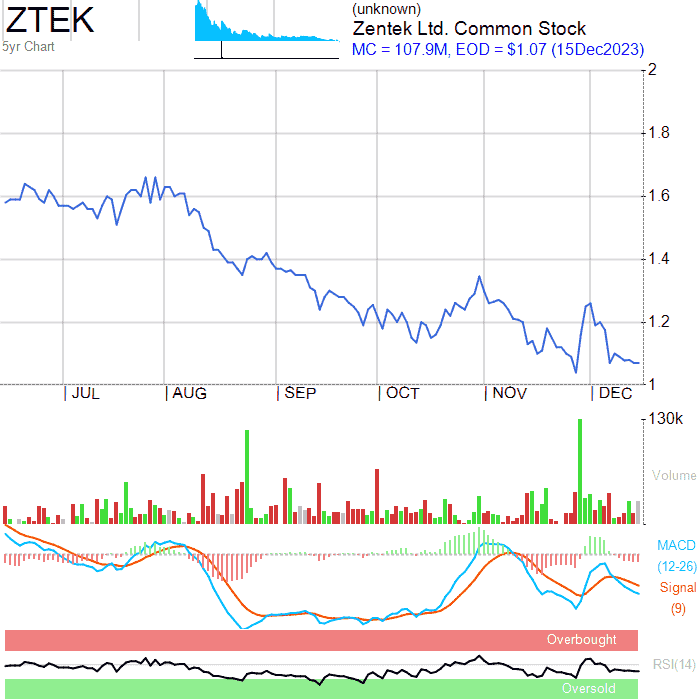 ZTEK
5yr Chart
(unknown)
Zentek Ltd. Common Stock
MC = 107.9M, EOD = $1.07 (15Dec2023)
2
1.8
1.6
1.4
1.2
1
JUL AUG SEP OCT NOV DEC
130k
Volume
MACD
(12-26)
Signal
(9)
Overbought
RSI(14)
Oversold